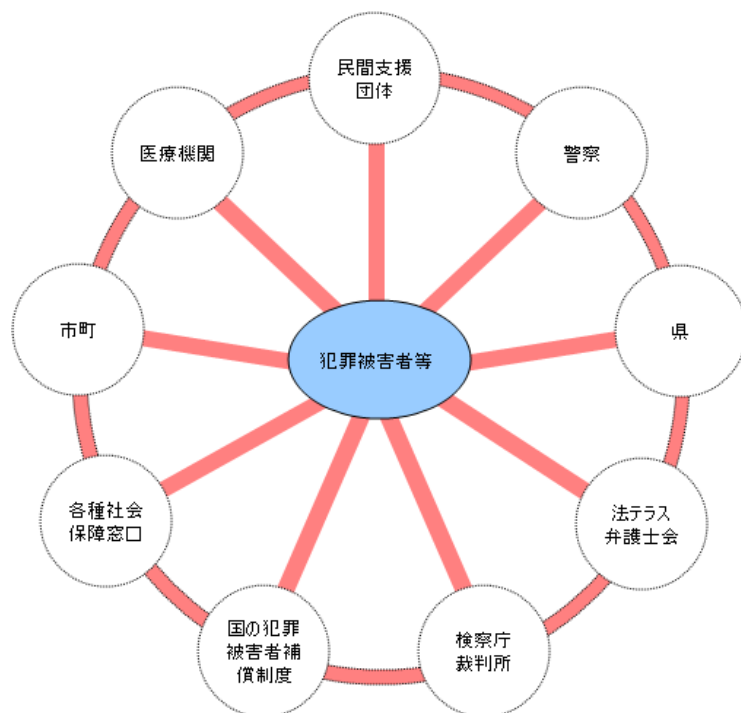 民間支援
団体
警察
県
法テラス
弁護士会
検察庁
裁判所
国の犯罪
被害者補
償制度
各種社会
保障窓口
市町
医療機関
犯罪被害者等